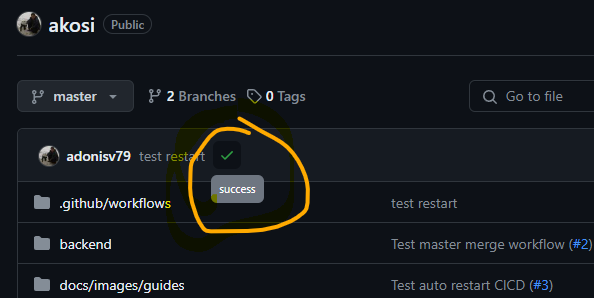 akosi Public
master 2 Branches 0 Tags Go to file
adonisv79 test restart
success
.github/workflows test restart
backend Test master merge workflow (#2)
docs/images/guides Test auto restart CICD (#3)